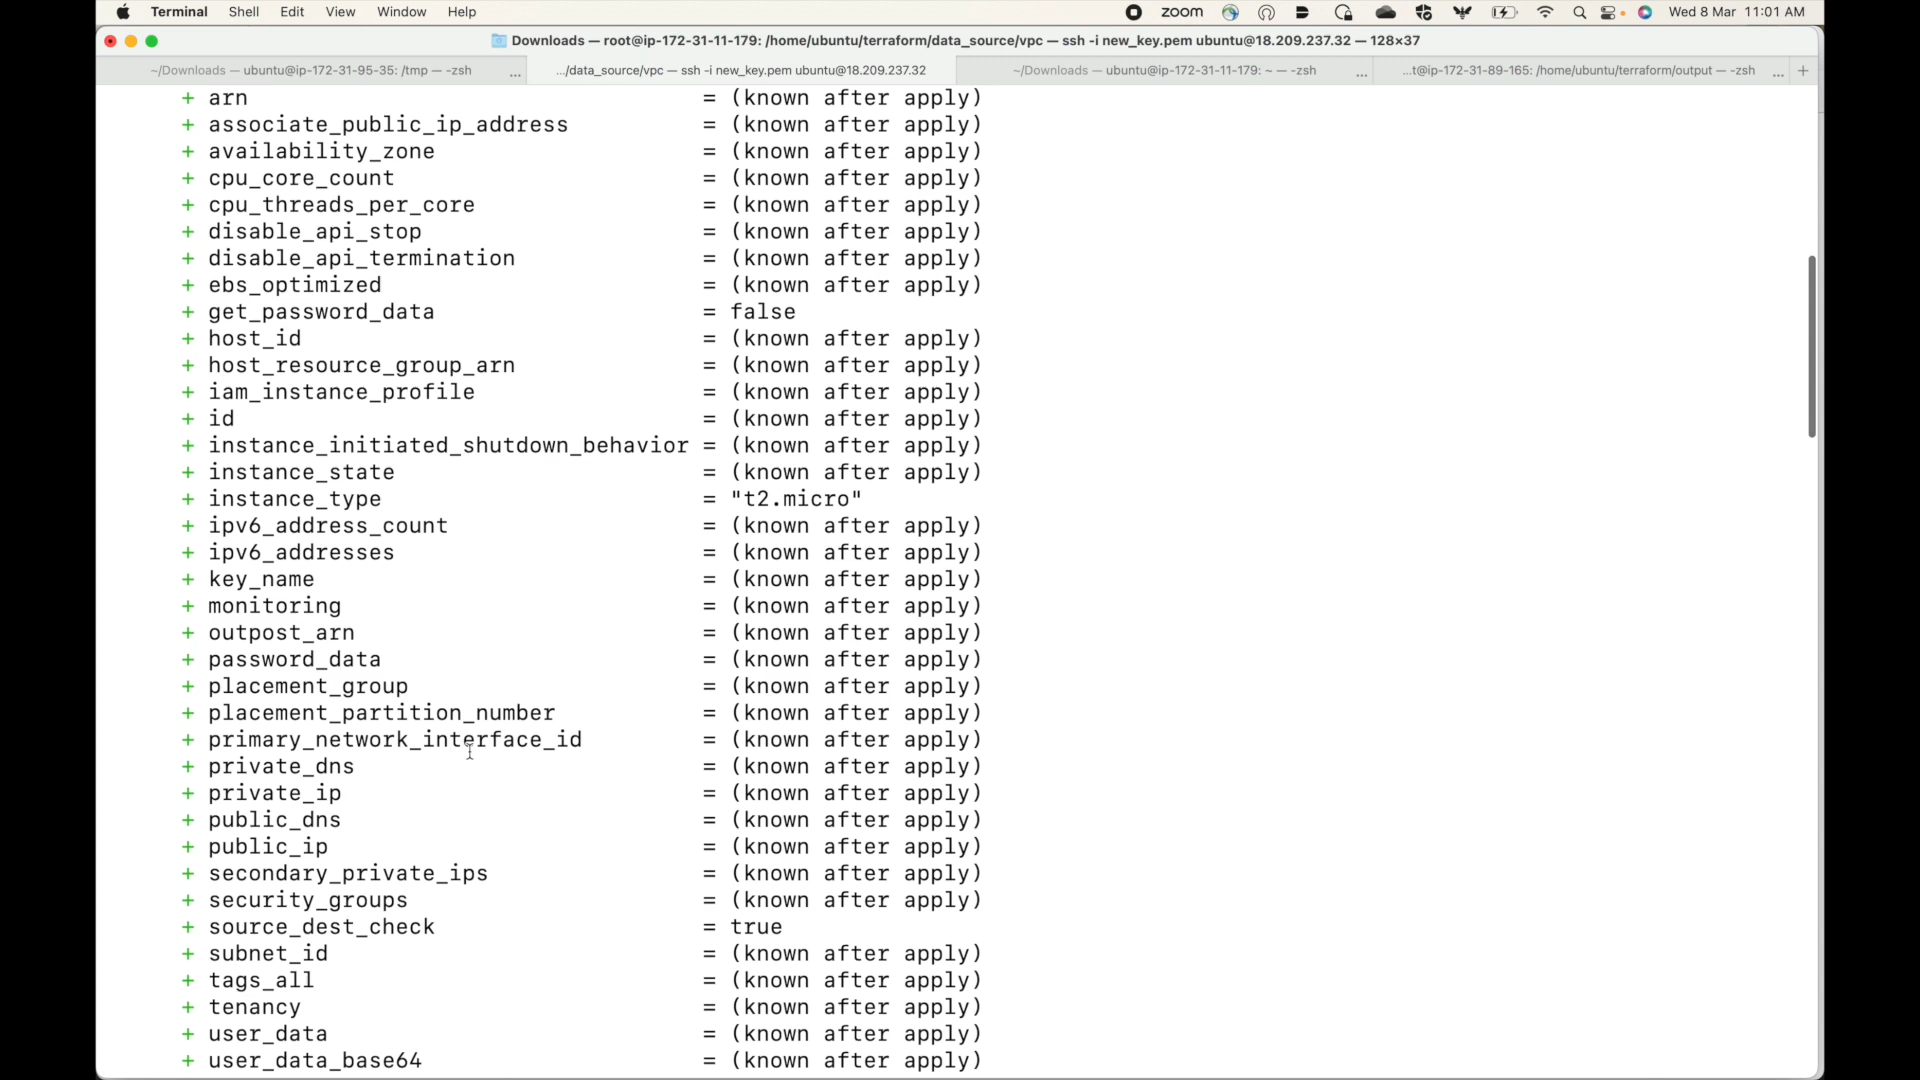 Terminal Shell Edit View Window Help zoom Wed 8 Mar 11:01 AM
Downloads — root@ip-172-31-11-179: /home/ubuntu/terraform/data_source/vpc — ssh -i new_key.pem ubuntu@18.209.237.32 — 128×37
~/Downloads — ubuntu@ip-172-31-95-35: /tmp — -zsh ... .../data_source/vpc — ssh -i new_key.pem ubuntu@18.209.237.32 ~/Downloads — ubuntu@ip-172-31-11-179: ~ — -zsh ... ...t@ip-172-31-89-165: /home/ubuntu/terraform/output — -zsh ... +
+ arn = (known after apply)
+ associate_public_ip_address = (known after apply)
+ availability_zone = (known after apply)
+ cpu_core_count = (known after apply)
+ cpu_threads_per_core = (known after apply)
+ disable_api_stop = (known after apply)
+ disable_api_termination = (known after apply)
+ ebs_optimized = (known after apply)
+ get_password_data = false
+ host_id = (known after apply)
+ host_resource_group_arn = (known after apply)
+ iam_instance_profile = (known after apply)
+ id = (known after apply)
+ instance_initiated_shutdown_behavior = (known after apply)
+ instance_state = (known after apply)
+ instance_type = "t2.micro"
+ ipv6_address_count = (known after apply)
+ ipv6_addresses = (known after apply)
+ key_name = (known after apply)
+ monitoring = (known after apply)
+ outpost_arn = (known after apply)
+ password_data = (known after apply)
+ placement_group = (known after apply)
+ placement_partition_number = (known after apply)
+ primary_network_interface_id = (known after apply)
+ private_dns = (known after apply)
+ private_ip = (known after apply)
+ public_dns = (known after apply)
+ public_ip = (known after apply)
+ secondary_private_ips = (known after apply)
+ security_groups = (known after apply)
+ source_dest_check = true
+ subnet_id = (known after apply)
+ tags_all = (known after apply)
+ tenancy = (known after apply)
+ user_data = (known after apply)
+ user_data_base64 = (known after apply)